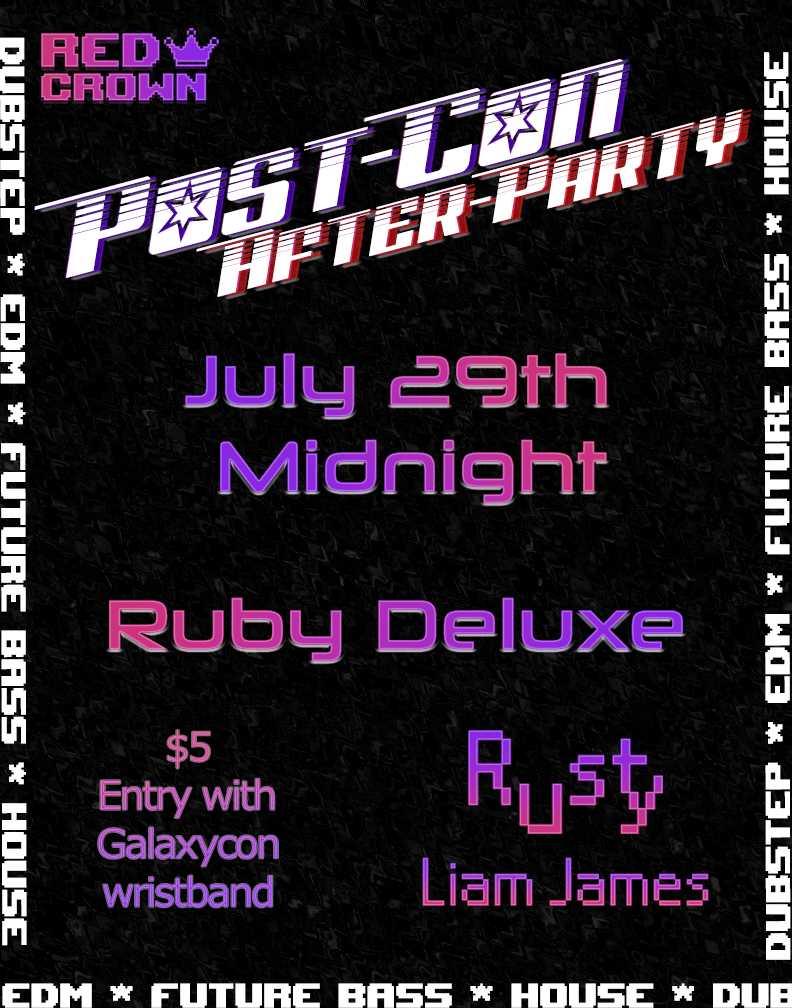 RED
CROWN
POST-CON
AFTER-PARTY
July 29th
Midnight
Ruby Deluxe
$5
Entry with
Galaxycon
wristband
Rusty
Liam James
DUBSTEP * EDM * FUTURE BASS * HOUSE
DUBSTEP * EDM * FUTURE BASS * HOUSE
EDM * FUTURE BASS * HOUSE * DUB